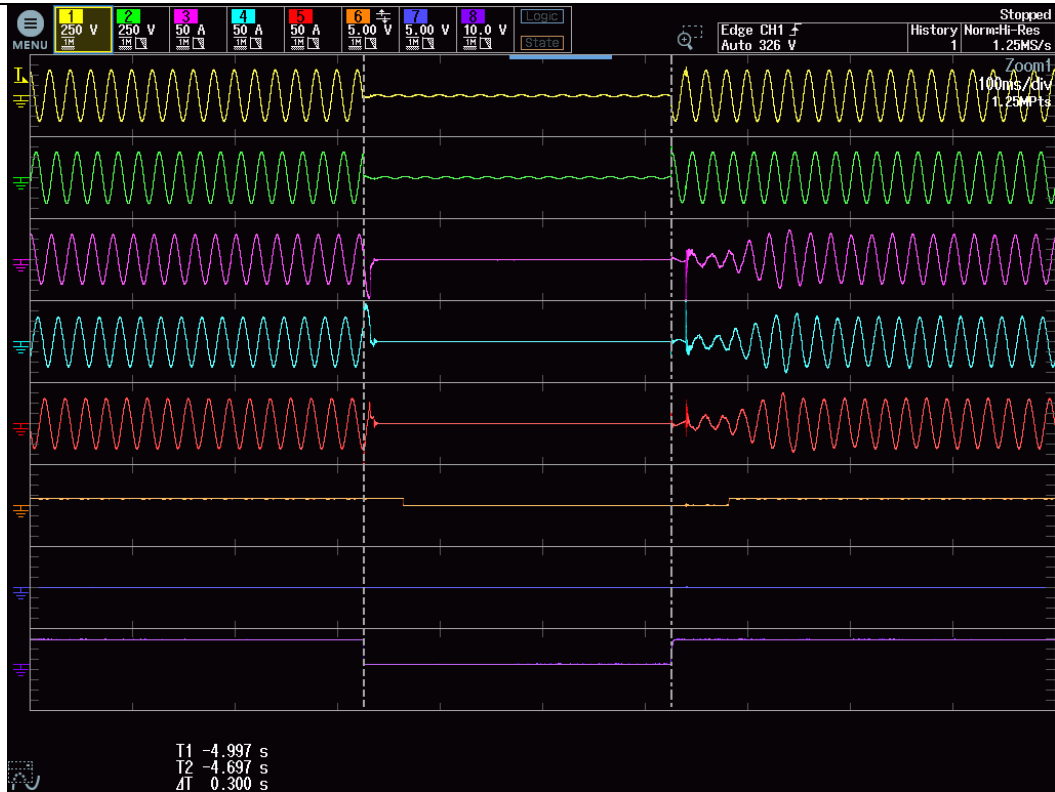 MENU
1 2 3 4 5 6 7 8 Logic
250 V 250 V 50 A 50 A 50 A 5.00 V 5.00 V 10.0 V
1M 1M 1M 1M 1M 1M 1M 1M State
Stopped
Edge CH1 History Norm:Hi-Res
Auto 326 V 1 1.25MS/s
Zoom1
100ms/div
1.25MPts
T
T1 -4.997 s
T2 -4.697 s
ΔT 0.300 s